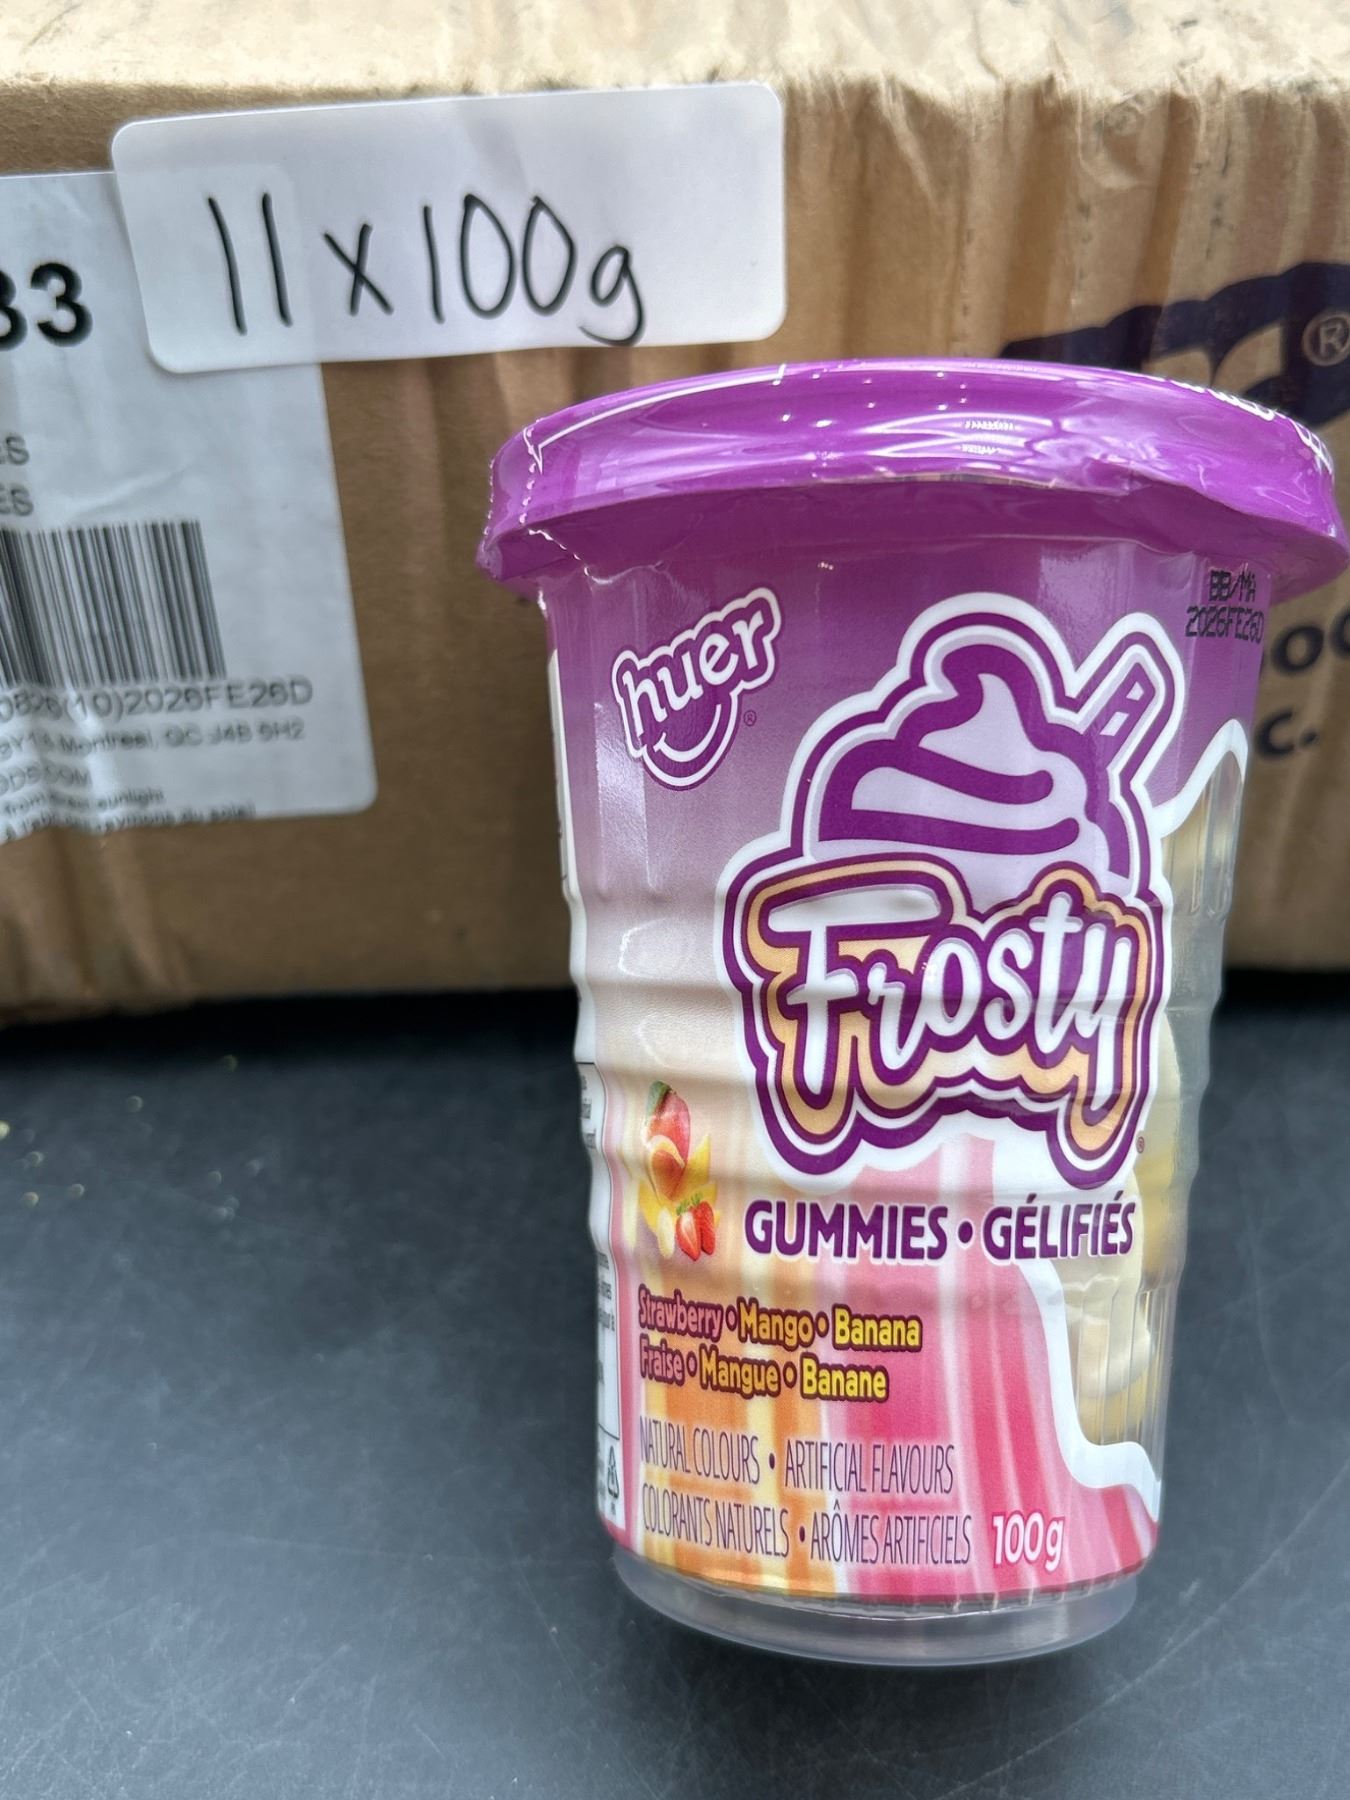 11 x 100g
33
ES
ES
0826(10)2026FE26D
Montreal, QC J4B 5H2
huer®
BB/MA
2026FE26D
Frosty
GUMMIES • GÉLIFIÉS
Strawberry • Mango • Banana
Fraise • Mangue • Banane
NATURAL COLOURS • ARTIFICIAL FLAVOURS
COLORANTS NATURELS • ARÔMES ARTIFICIELS
100g